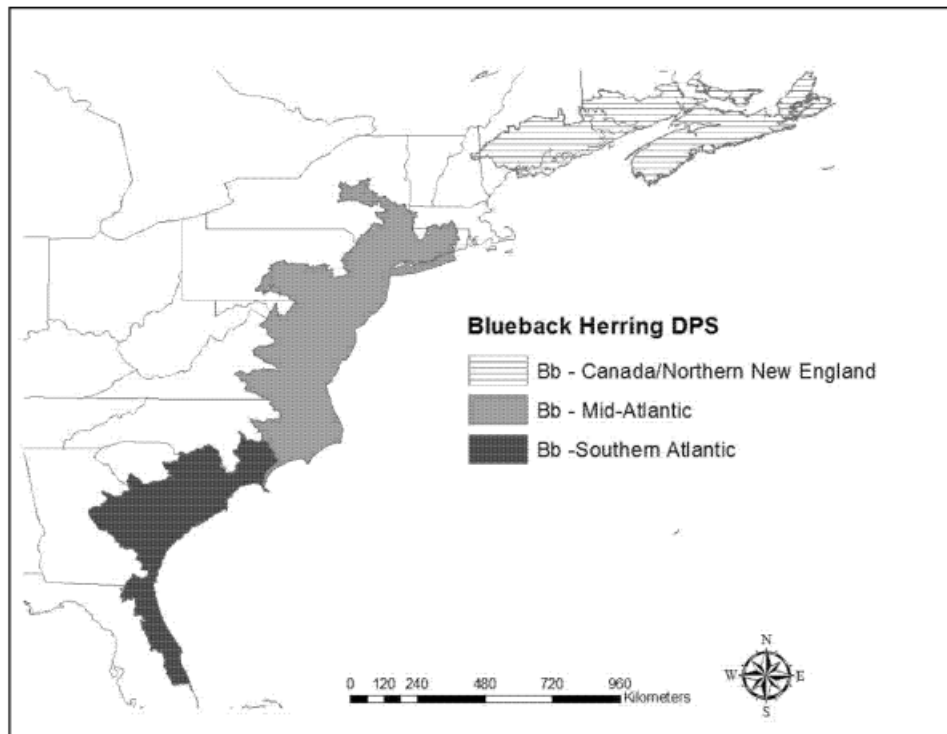 Blueback Herring DPS
Bb - Canada/Northern New England
Bb - Mid-Atlantic
Bb -Southern Atlantic
N
W E
S
0 120 240 480 720 960
Kilometers